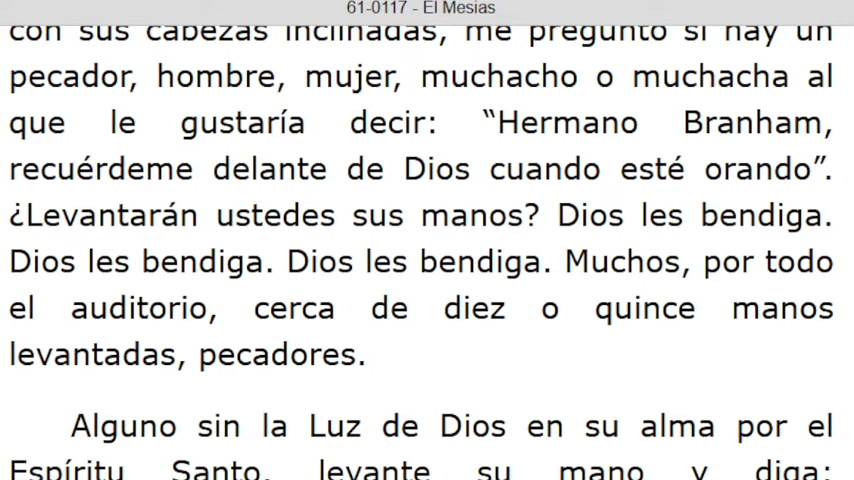 61-0117 - El Mesias
con sus cabezas inclinadas, me pregunto si hay un
pecador, hombre, mujer, muchacho o muchacha al
que le gustaría decir: “Hermano Branham,
recuérdeme delante de Dios cuando esté orando”.
¿Levantarán ustedes sus manos? Dios les bendiga.
Dios les bendiga. Dios les bendiga. Muchos, por todo
el auditorio, cerca de diez o quince manos
levantadas, pecadores.
Alguno sin la Luz de Dios en su alma por el
Espíritu Santo, levante su mano y diga: